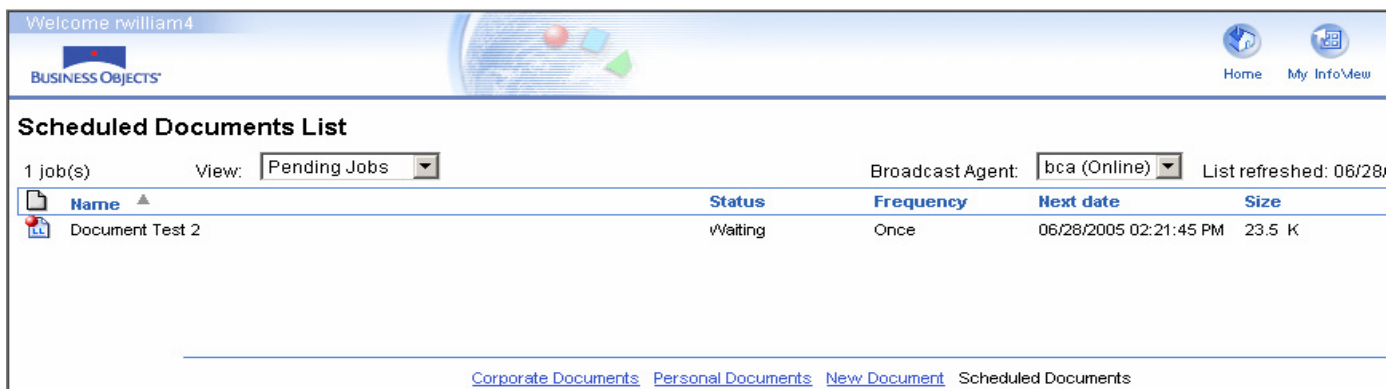 Welcome rwilliam4
BUSINESS OBJECTS
Home My InfoView
Scheduled Documents List
1 job(s) View: Pending Jobs Broadcast Agent: bca (Online) List refreshed: 06/28/
Name Status Frequency Next date Size
Document Test 2 Waiting Once 06/28/2005 02:21:45 PM 23.5 K
Corporate Documents Personal Documents New Document Scheduled Documents